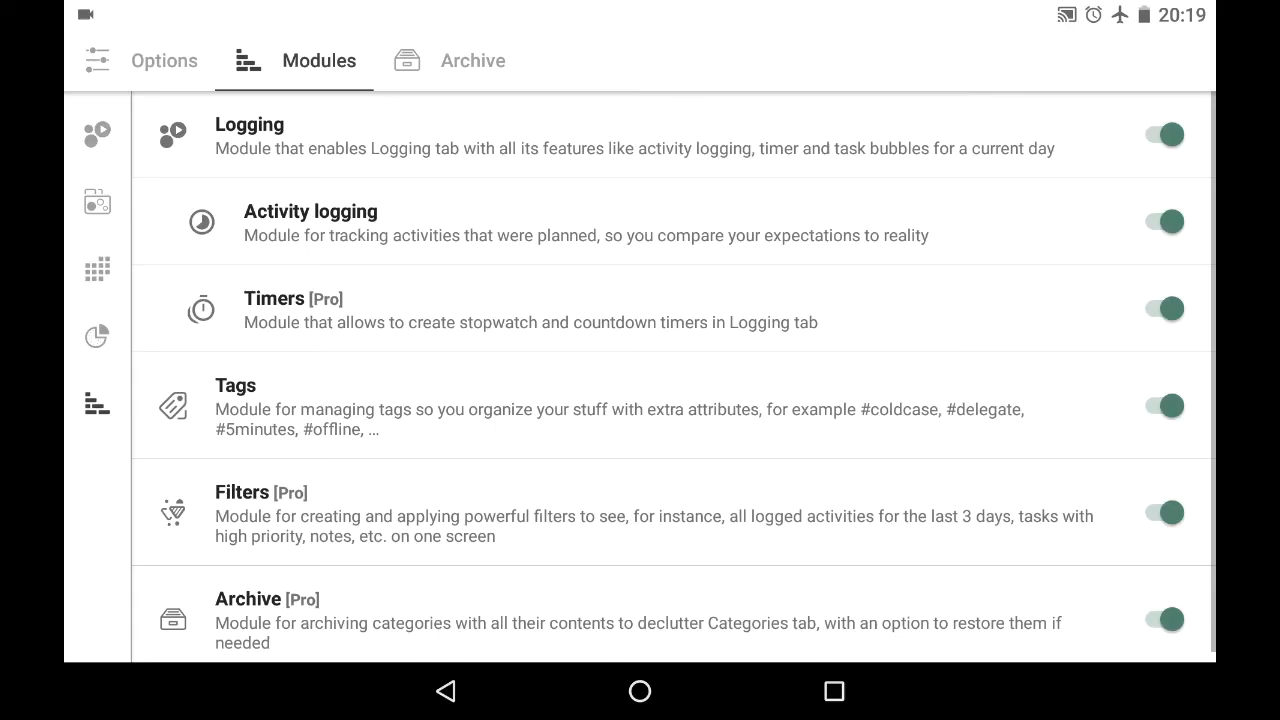 20:19
Options Modules Archive
Logging
Module that enables Logging tab with all its features like activity logging, timer and task bubbles for a current day
Activity logging
Module for tracking activities that were planned, so you compare your expectations to reality
Timers [Pro]
Module that allows to create stopwatch and countdown timers in Logging tab
Tags
Module for managing tags so you organize your stuff with extra attributes, for example #coldcase, #delegate,
#5minutes, #offline, ...
Filters [Pro]
Module for creating and applying powerful filters to see, for instance, all logged activities for the last 3 days, tasks with
high priority, notes, etc. on one screen
Archive [Pro]
Module for archiving categories with all their contents to declutter Categories tab, with an option to restore them if
needed